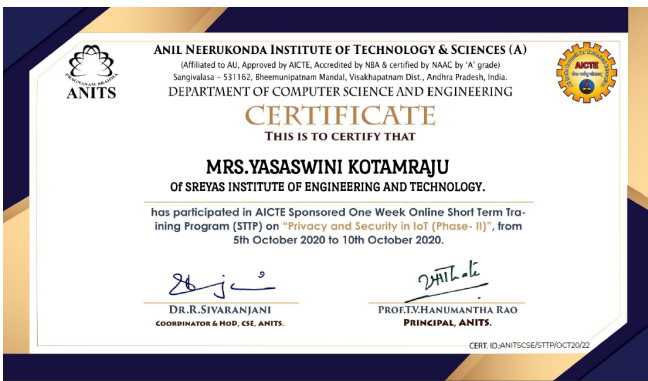 ANIL NEERUKONDA INSTITUTE OF TECHNOLOGY & SCIENCES (A)
(Affiliated to AU, Approved by AICTE, Accredited by NBA & certified by NAAC by 'A' grade)
Sangivalasa - 531162, Bheemunipatnam Mandal, Visakhapatnam Dist., Andhra Pradesh, India.
DEPARTMENT OF COMPUTER SCIENCE AND ENGINEERING
ANITS
AICTE
CERTIFICATE
THIS IS TO CERTIFY THAT
MRS.YASASWINI KOTAMRAJU
Of SREYAS INSTITUTE OF ENGINEERING AND TECHNOLOGY.
has participated in AICTE Sponsored One Week Online Short Term Tra-
ining Program (STTP) on “Privacy and Security in IoT (Phase- II)”, from
5th October 2020 to 10th October 2020.
DR.R.SIVARANJANI
COORDINATOR & HOD, CSE, ANITS.
PROF.T.V.HANUMANTHA RAO
PRINCIPAL, ANITS.
CERT. ID:ANITSCSE/STTP/OCT20/22